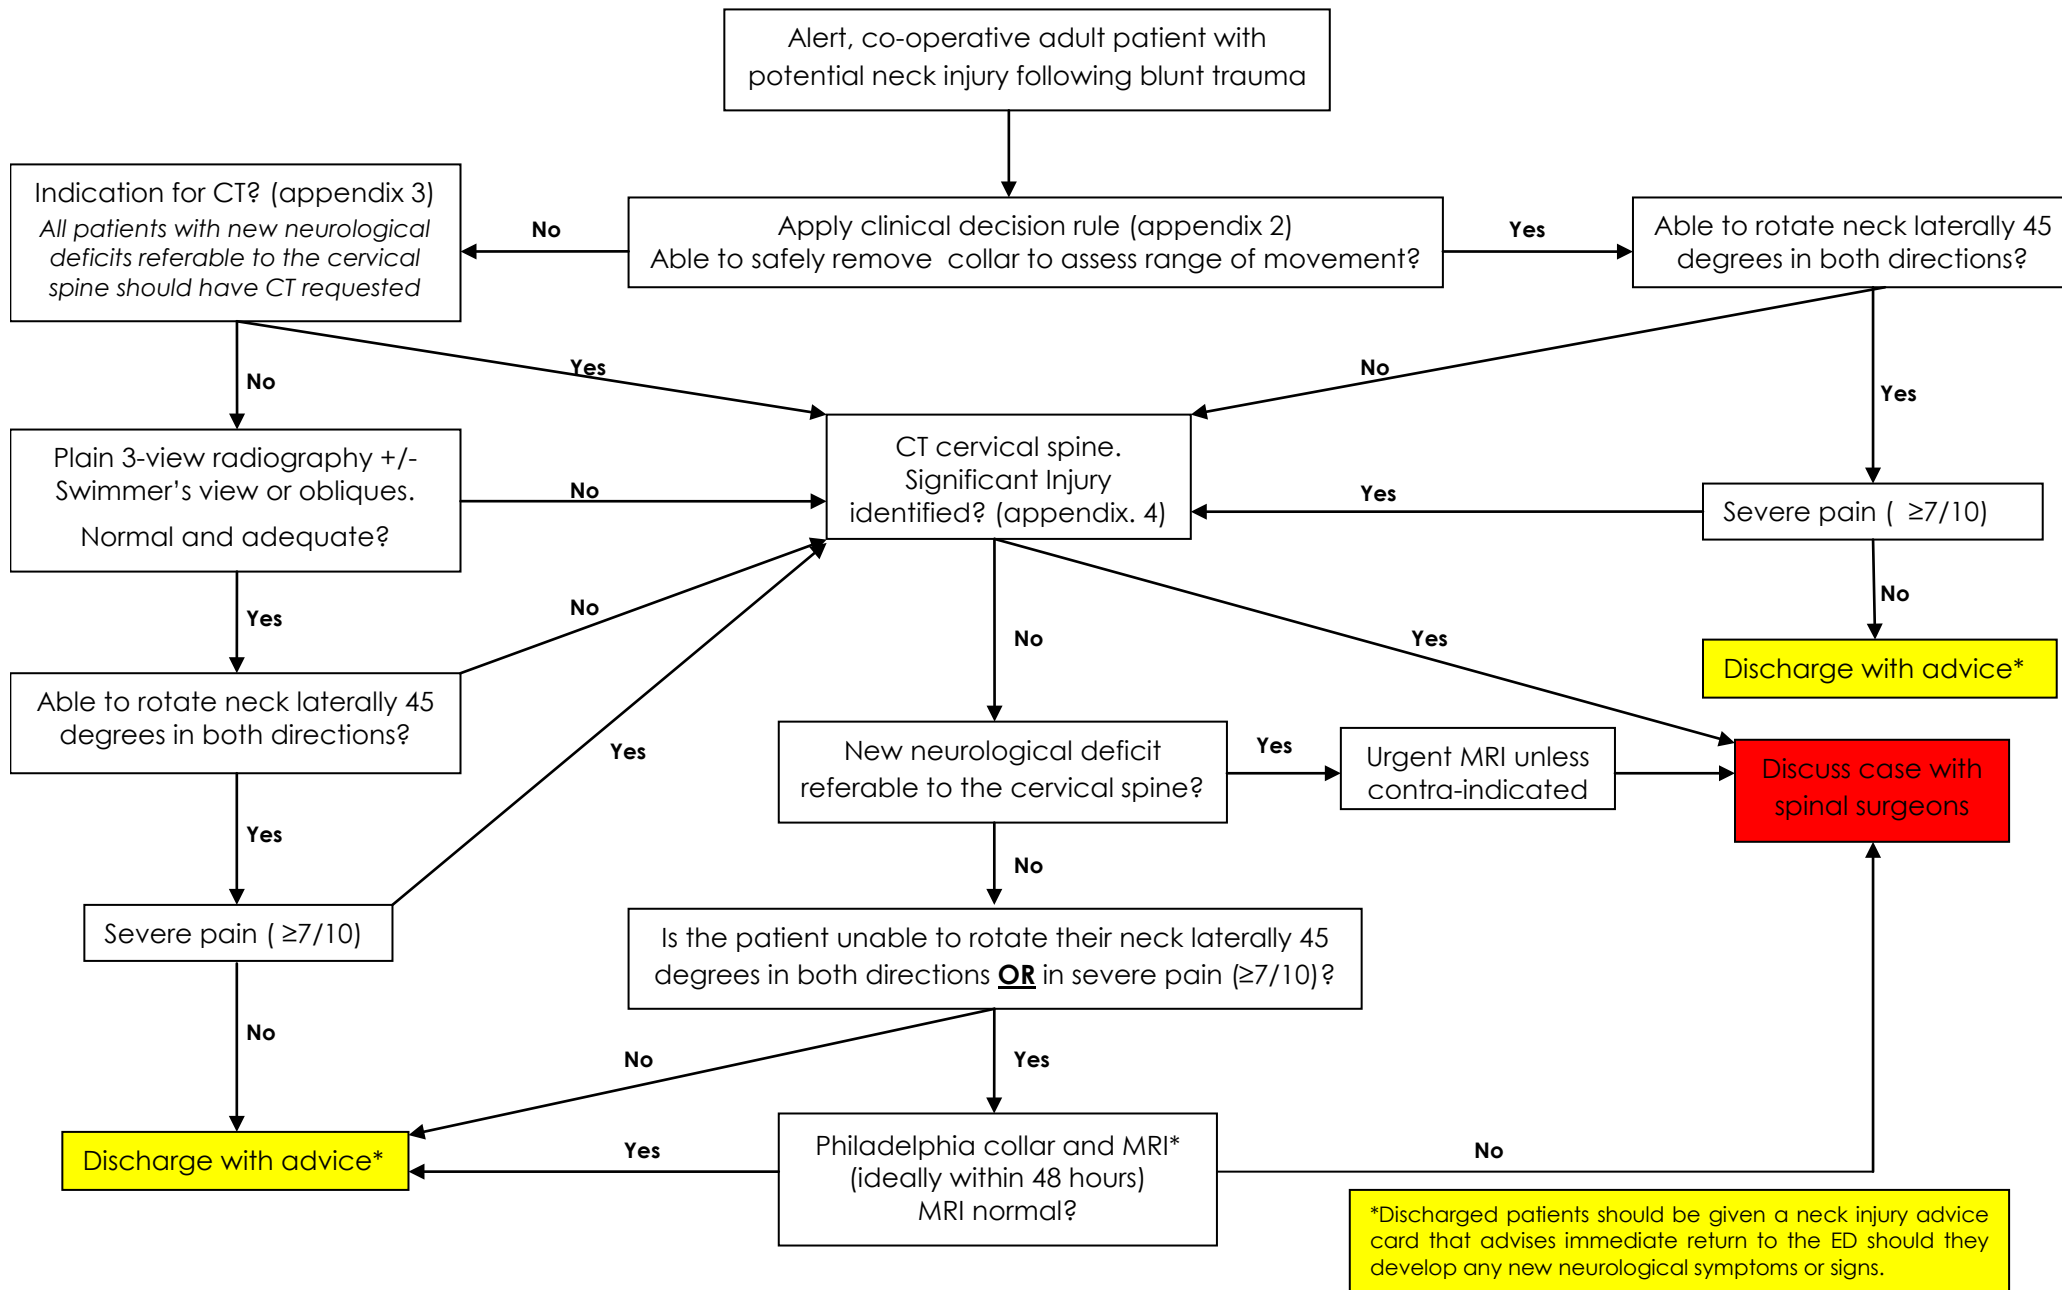 Alert, co-operative adult patient with
potential neck injury following blunt trauma
Indication for CT? (appendix 3)
All patients with new neurological
deficits referable to the cervical
spine should have CT requested
No
Apply clinical decision rule (appendix 2)
Able to safely remove collar to assess range of movement?
Yes
Able to rotate neck laterally 45
degrees in both directions?
No
Yes
No
Yes
Plain 3-view radiography +/-
Swimmer's view or obliques.
Normal and adequate?
No
CT cervical spine.
Significant Injury
identified? (appendix. 4)
Yes
Severe pain ( ≥7/10)
Yes
No
No
Yes
No
Discharge with advice*
Able to rotate neck laterally 45
degrees in both directions?
Yes
Yes
New neurological deficit
referable to the cervical spine?
Yes
Urgent MRI unless
contra-indicated
Discuss case with
spinal surgeons
No
Severe pain ( ≥7/10)
Is the patient unable to rotate their neck laterally 45
degrees in both directions OR in severe pain (≥7/10)?
No
No
Yes
Discharge with advice*
Yes
Philadelphia collar and MRI*
(ideally within 48 hours)
MRI normal?
No
*Discharged patients should be given a neck injury advice
card that advises immediate return to the ED should they
develop any new neurological symptoms or signs.